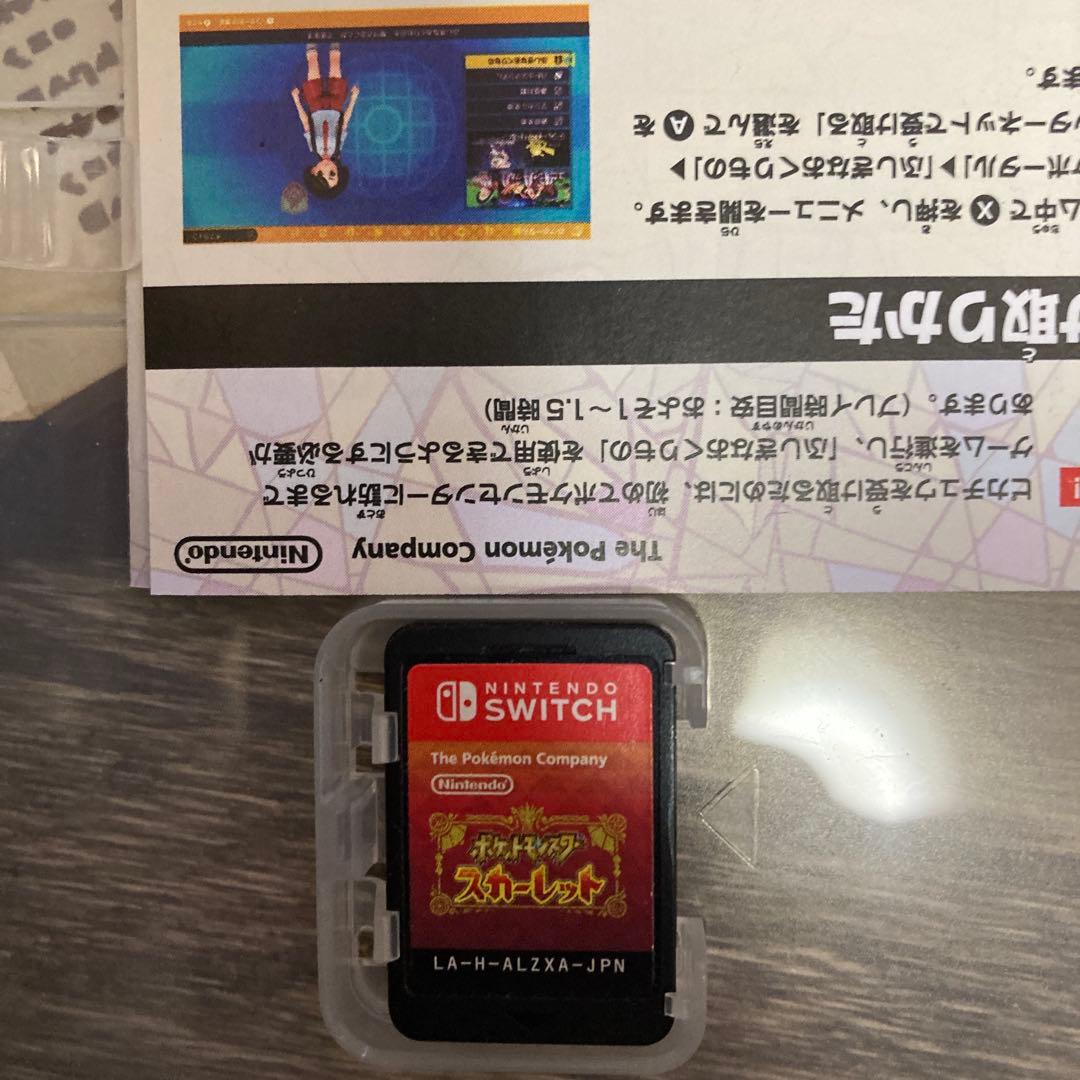 The Pokémon Company Nintendo
ピカチュウを受け取るためには、初めてポケモンセンターに訪れるまで
ゲームを進行し、「ふしぎなおくりもの」を使用できるようにする必要が
あります。(プレイ時間目安：およそ1～1.5時間)
取りかた
ム中で X を押し、メニューを開きます。
ポータル」▶「ふしぎなおくりもの」▶
ターネットで受け取る」を選んで A を
ます。
NINTENDO
SWITCH
The Pokémon Company
Nintendo
ポケットモンスター
スカーレット
LA-H-ALZXA-JPN